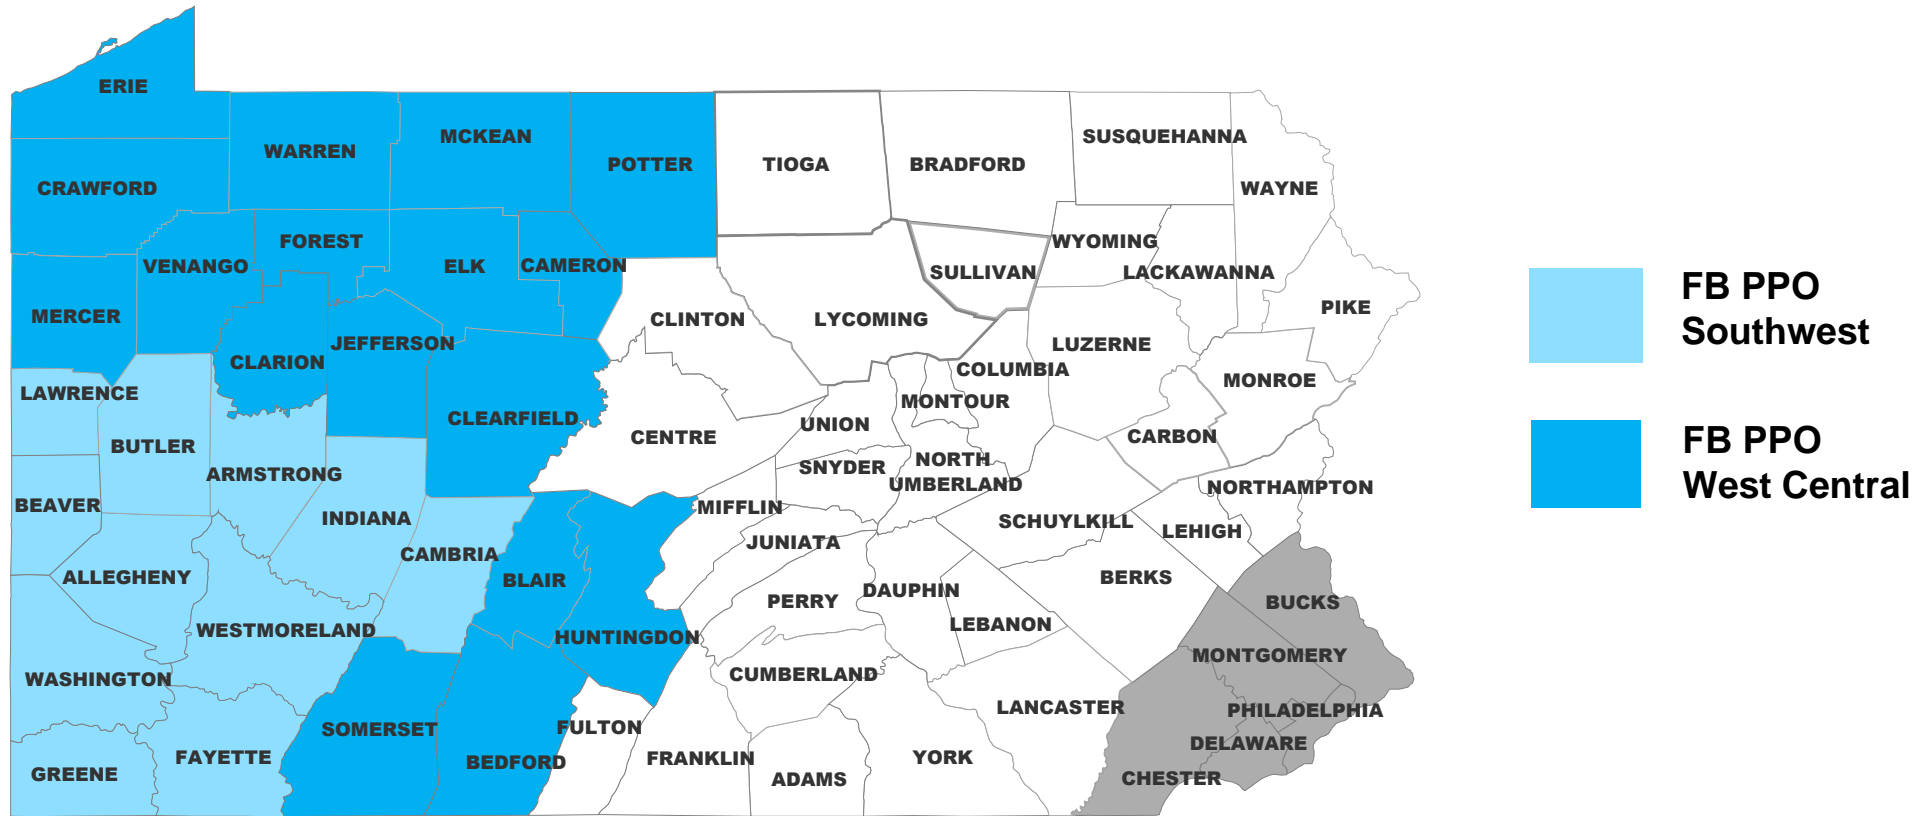 ERIE
WARREN
MCKEAN
POTTER
TIOGA
BRADFORD
SUSQUEHANNA
WAYNE
CRAWFORD
VENANGO
FOREST
ELK
CAMERON
SULLIVAN
WYOMING
LACKAWANNA
PIKE
MERCER
CLARION
JEFFERSON
CLINTON
LYCOMING
COLUMBIA
LUZERNE
MONROE
LAWRENCE
BUTLER
ARMSTRONG
CLEARFIELD
CENTRE
UNION
MONTOUR
CARBON
SNYDER
NORTH
UMBERLAND
NORTHAMPTON
BEAVER
INDIANA
CAMBRIA
MIFFLIN
JUNIATA
SCHUYLKILL
LEHIGH
ALLEGHENY
BLAIR
PERRY
DAUPHIN
BERKS
BUCKS
WESTMORELAND
HUNTINGDON
LEBANON
MONTGOMERY
WASHINGTON
CUMBERLAND
LANCASTER
PHILADELPHIA
SOMERSET
FULTON
DELAWARE
GREENE
FAYETTE
BEDFORD
FRANKLIN
ADAMS
YORK
CHESTER
FB PPO
Southwest
FB PPO
West Central